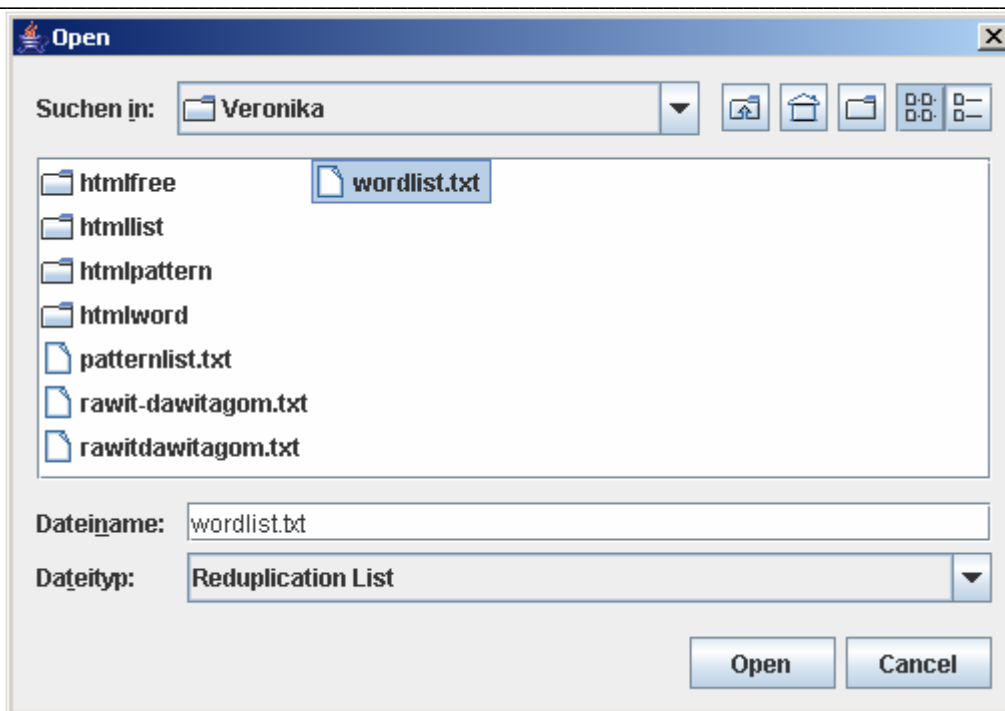 Open
Suchen in: Veronika
htmlfree wordlist.txt
htmllist
htmlpattern
htmlword
patternlist.txt
rawit-dawitagom.txt
rawitdawitagom.txt
Dateiname: wordlist.txt
Dateityp: Reduplication List
Open Cancel